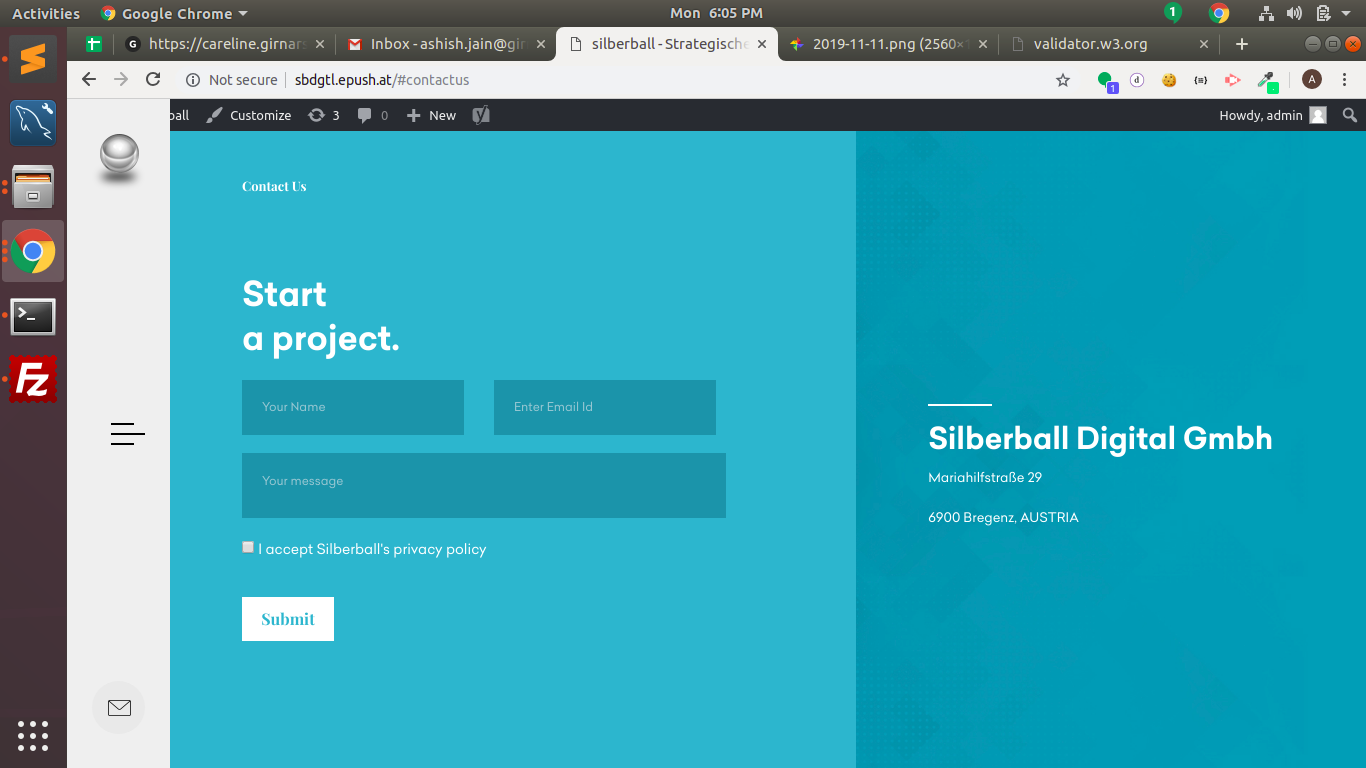 Activities
Google Chrome
Mon 6:05 PM
1
https://careline.girnars
Inbox - ashish.jain@gir
silberball - Strategische
2019-11-11.png (2560×1
validator.w3.org
Not secure
sbdgtl.epush.at/#contactus
1
d
A
ball
Customize
3
0
New
Howdy, admin
Contact Us
Start
a project.
Your Name
Enter Email Id
Your message
I accept Silberball's privacy policy
Submit
Silberball Digital Gmbh
Mariahilfstraße 29
6900 Bregenz, AUSTRIA